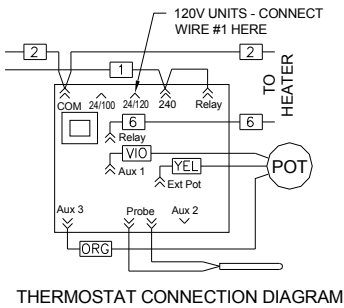 120V UNITS - CONNECT
WIRE #1 HERE
2
2
1
TO
HEATER
COM 24/100 24/120 240 Relay
6
6
Relay
VIO
Aux 1
YEL
POT
Ext Pot
Aux 3
Probe
Aux 2
ORG
THERMOSTAT CONNECTION DIAGRAM